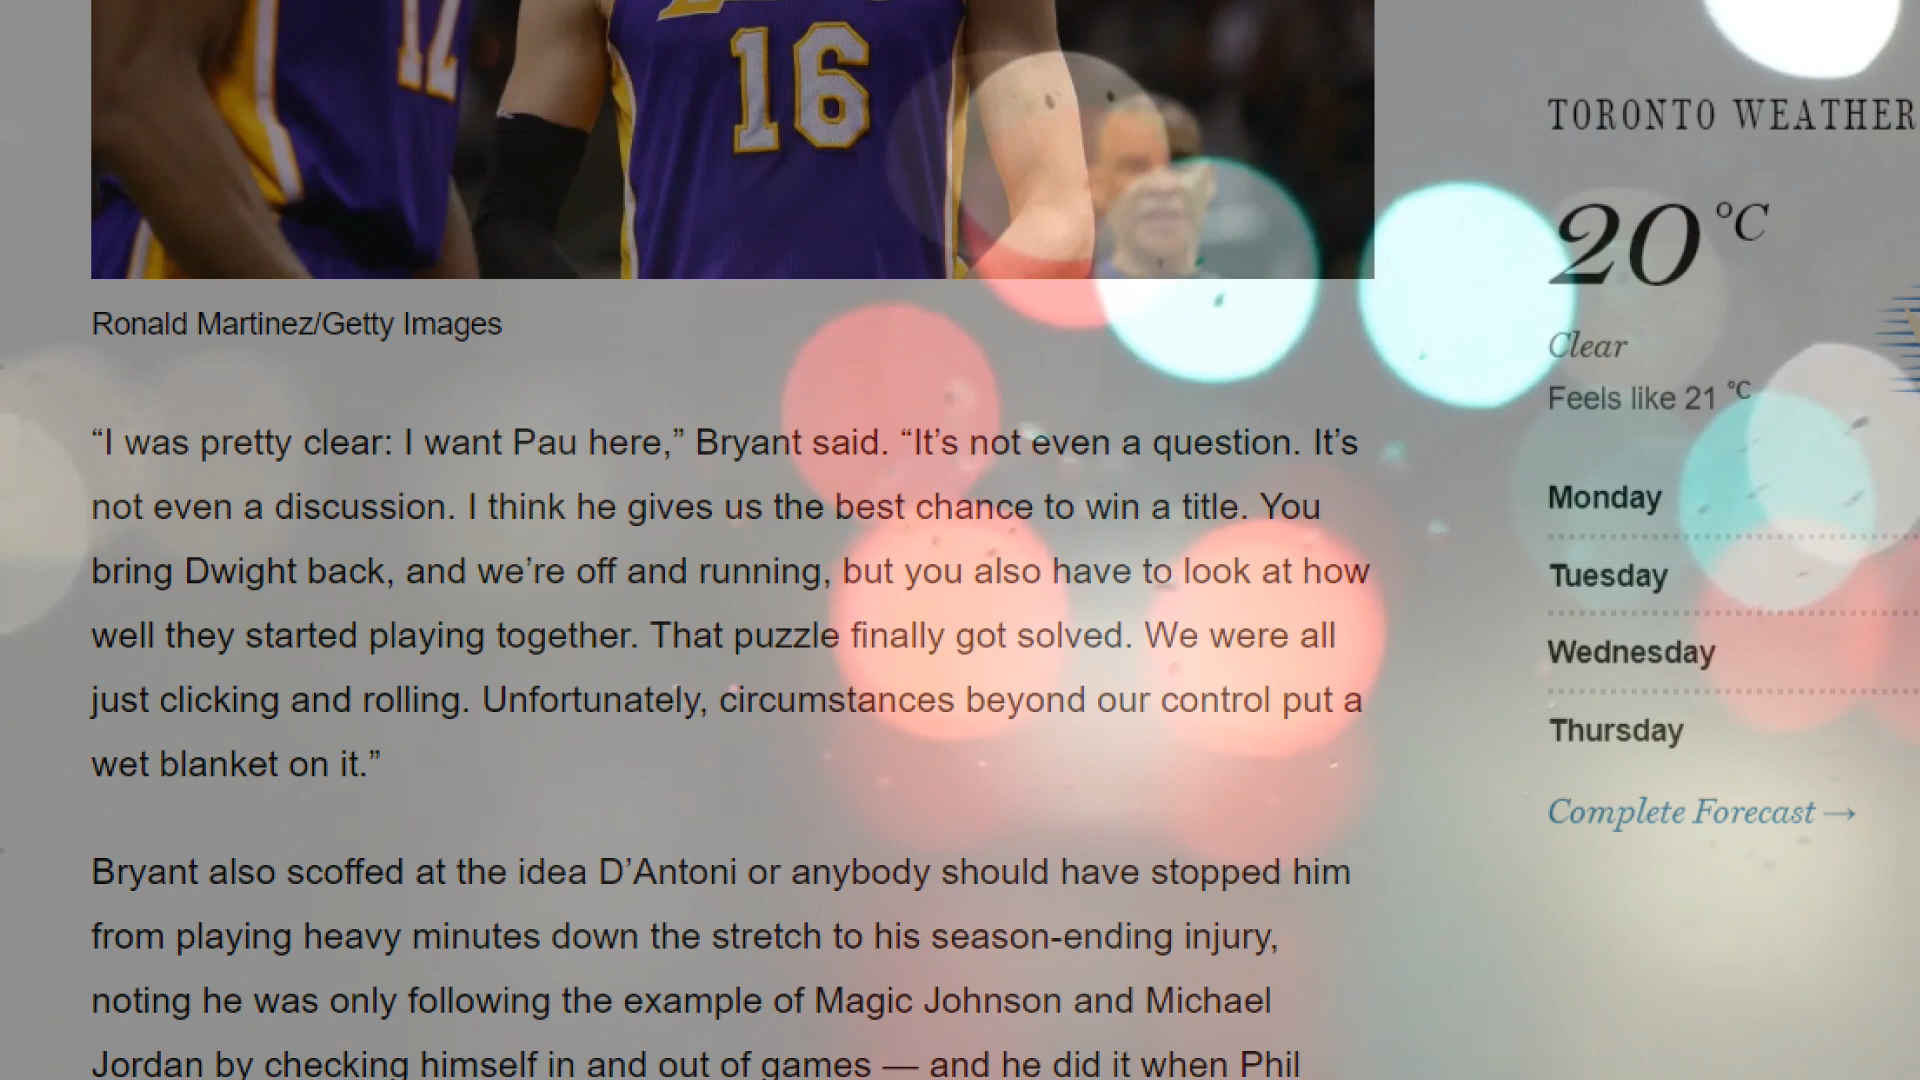 12
16
TORONTO WEATHER
20 °C
Ronald Martinez/Getty Images
Clear
Feels like 21 °C
“I was pretty clear: I want Pau here,” Bryant said. “It’s not even a question. It’s
not even a discussion. I think he gives us the best chance to win a title. You
bring Dwight back, and we’re off and running, but you also have to look at how
well they started playing together. That puzzle finally got solved. We were all
just clicking and rolling. Unfortunately, circumstances beyond our control put a
wet blanket on it.”
Monday
Tuesday
Wednesday
Thursday
Complete Forecast →
Bryant also scoffed at the idea D’Antoni or anybody should have stopped him
from playing heavy minutes down the stretch to his season-ending injury,
noting he was only following the example of Magic Johnson and Michael
Jordan by checking himself in and out of games — and he did it when Phil